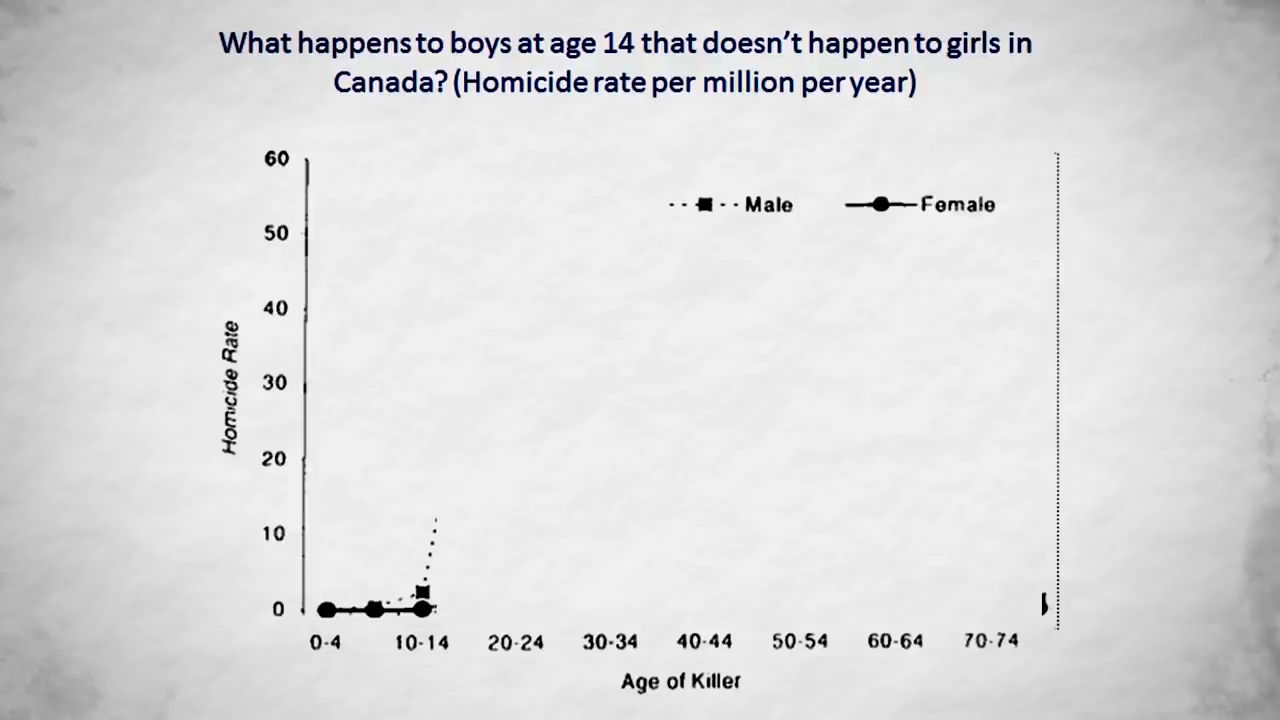 What happens to boys at age 14 that doesn't happen to girls in
Canada? (Homicide rate per million per year)
60
Male
Female
50
40
Homicide Rate
30
20
10
0
0-4
10-14
20-24
30-34
40-44
50-54
60-64
70-74
Age of Killer